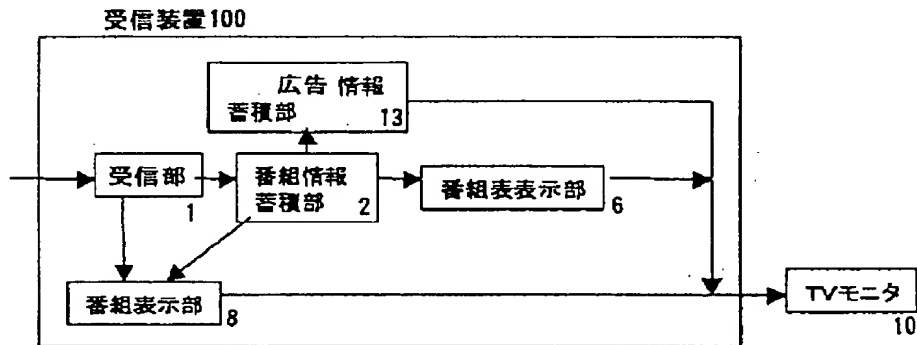 受信装置100
広告 情報
蓄積部
13
受信部
1
番組情報
蓄積部
2
番組表表示部
6
番組表示部
8
TVモニタ
10